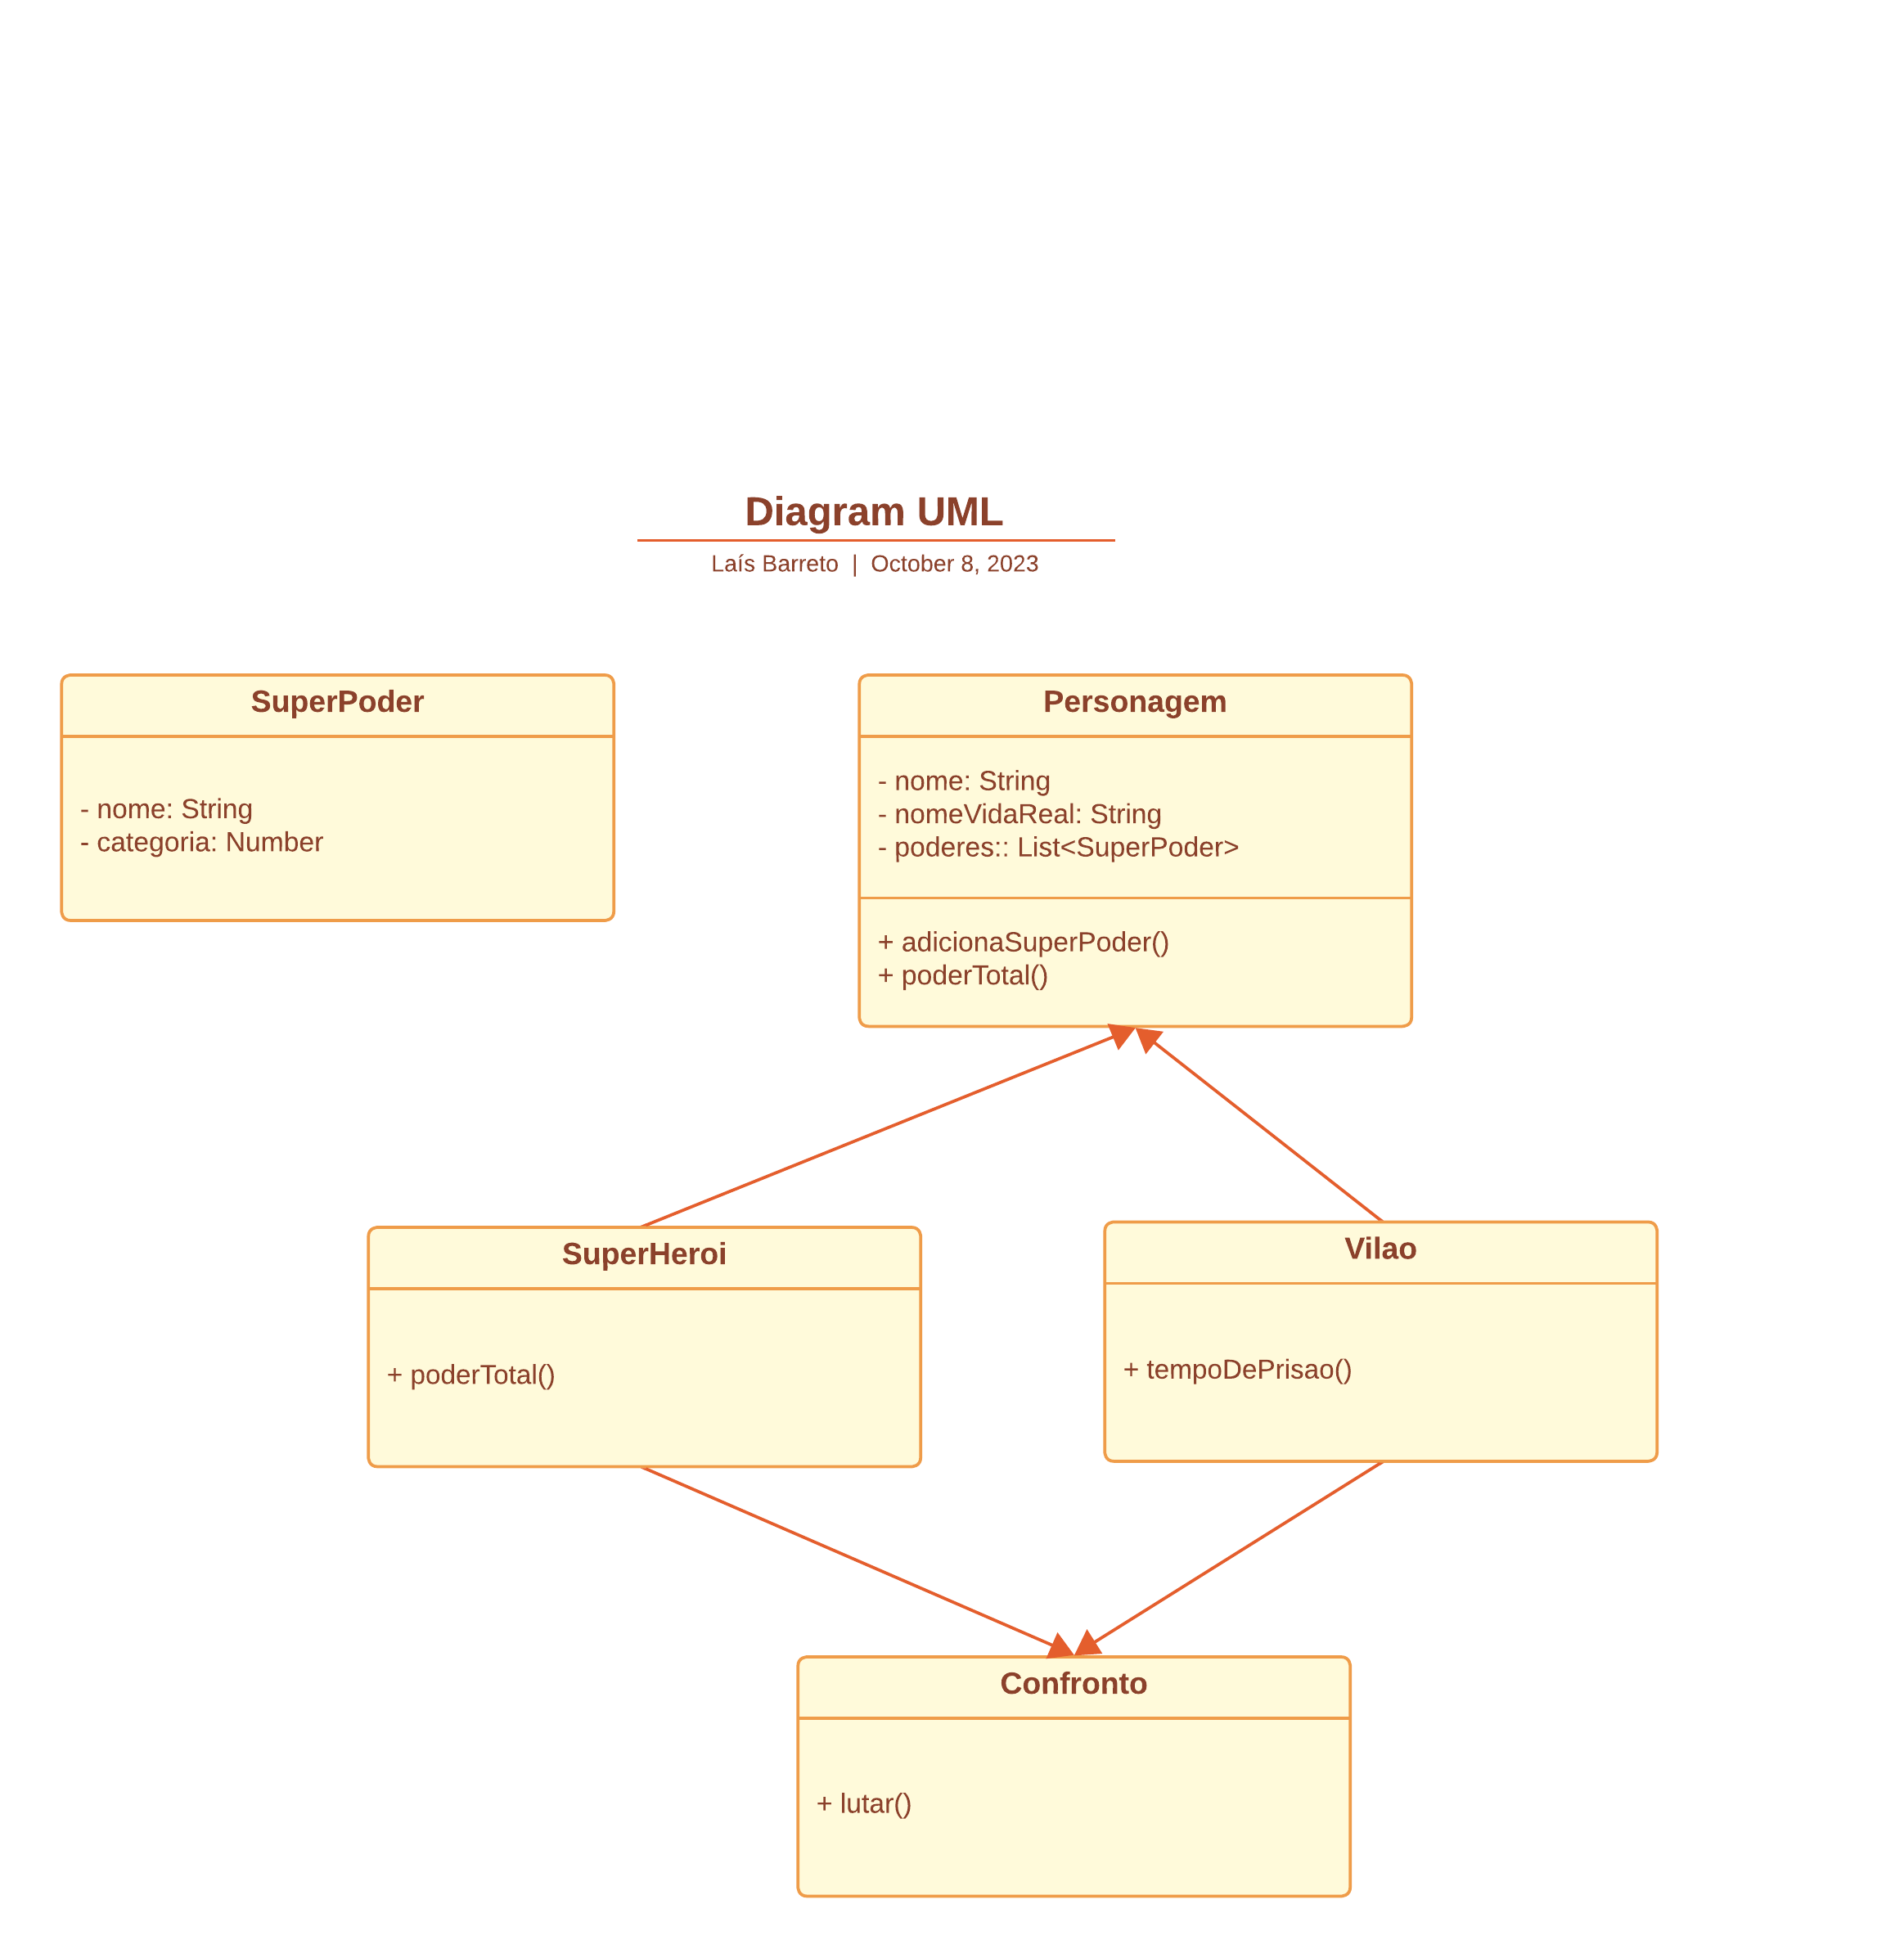 Diagram UML
Laís Barreto | October 8, 2023
SuperPoder
- nome: String
- categoria: Number
Personagem
- nome: String
- nomeVidaReal: String
- poderes:: List<SuperPoder>
+ adicionaSuperPoder()
+ poderTotal()
SuperHeroi
+ poderTotal()
Vilao
+ tempoDePrisao()
Confronto
+ lutar()